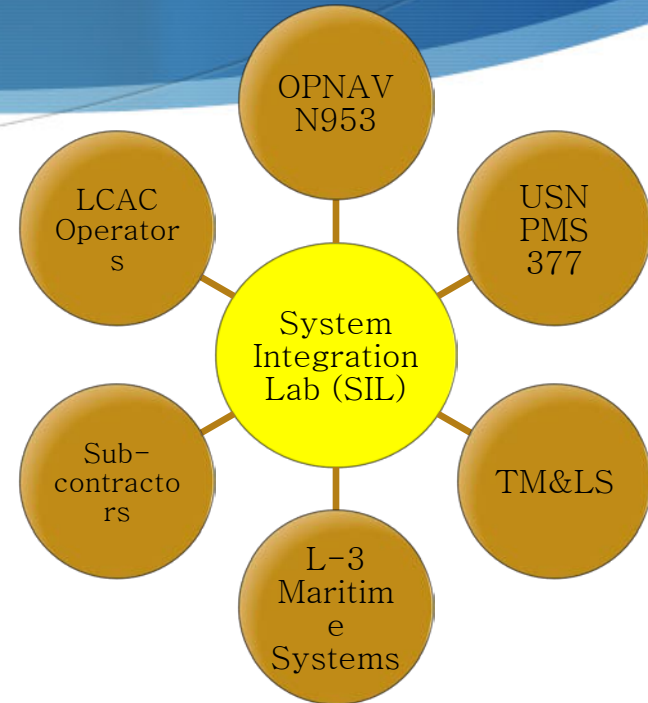 OPNAV
N953
LCAC
Operator
s
USN
PMS
377
System
Integration
Lab (SIL)
Sub-
contracto
rs
TM&LS
L-3
Maritim
e
Systems